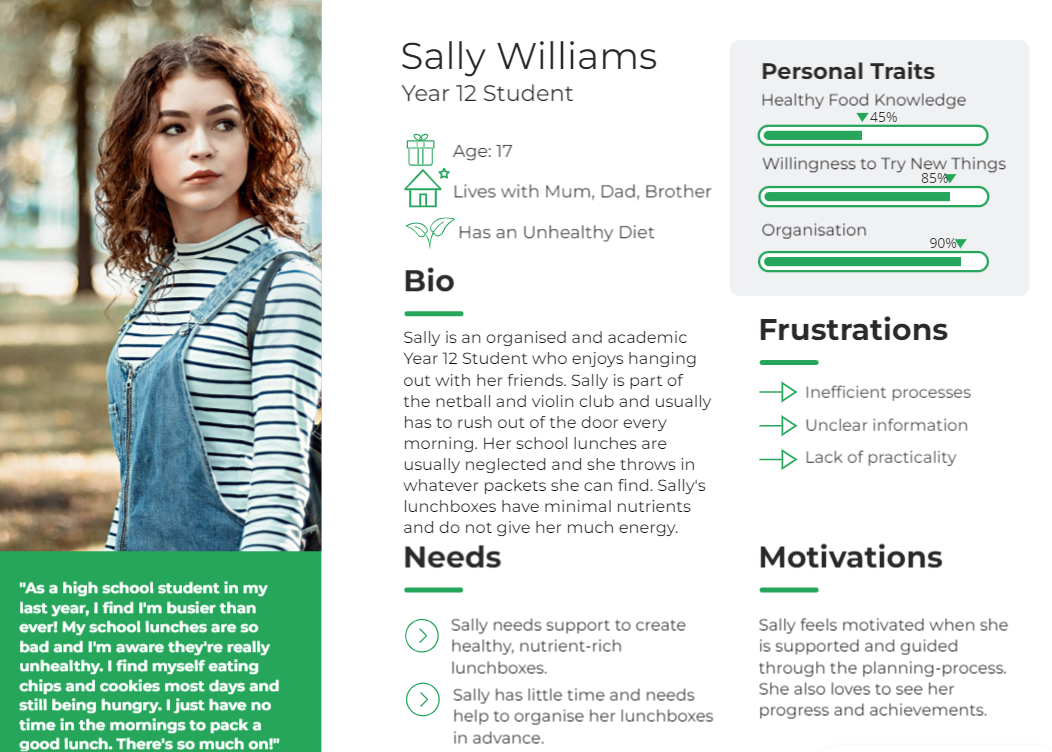 Sally Williams
Year 12 Student
Age: 17
Lives with Mum, Dad, Brother
Has an Unhealthy Diet
Bio
Sally is an organised and academic
Year 12 Student who enjoys hanging
out with her friends. Sally is part of
the netball and violin club and usually
has to rush out of the door every
morning. Her school lunches are
usually neglected and she throws in
whatever packets she can find. Sally's
lunchboxes have minimal nutrients
and do not give her much energy.
Needs
Sally needs support to create
healthy, nutrient-rich
lunchboxes.
Sally has little time and needs
help to organise her lunchboxes
in advance.
Personal Traits
Healthy Food Knowledge
45%
Willingness to Try New Things
85%
Organisation
90%
Frustrations
Inefficient processes
Unclear information
Lack of practicality
Motivations
Sally feels motivated when she
is supported and guided
through the planning-process.
She also loves to see her
progress and achievements.
"As a high school student in my
last year, I find I'm busier than
ever! My school lunches are so
bad and I'm aware they're really
unhealthy. I find myself eating
chips and cookies most days and
still being hungry. I just have no
time in the mornings to pack a
good lunch. There's so much on!"